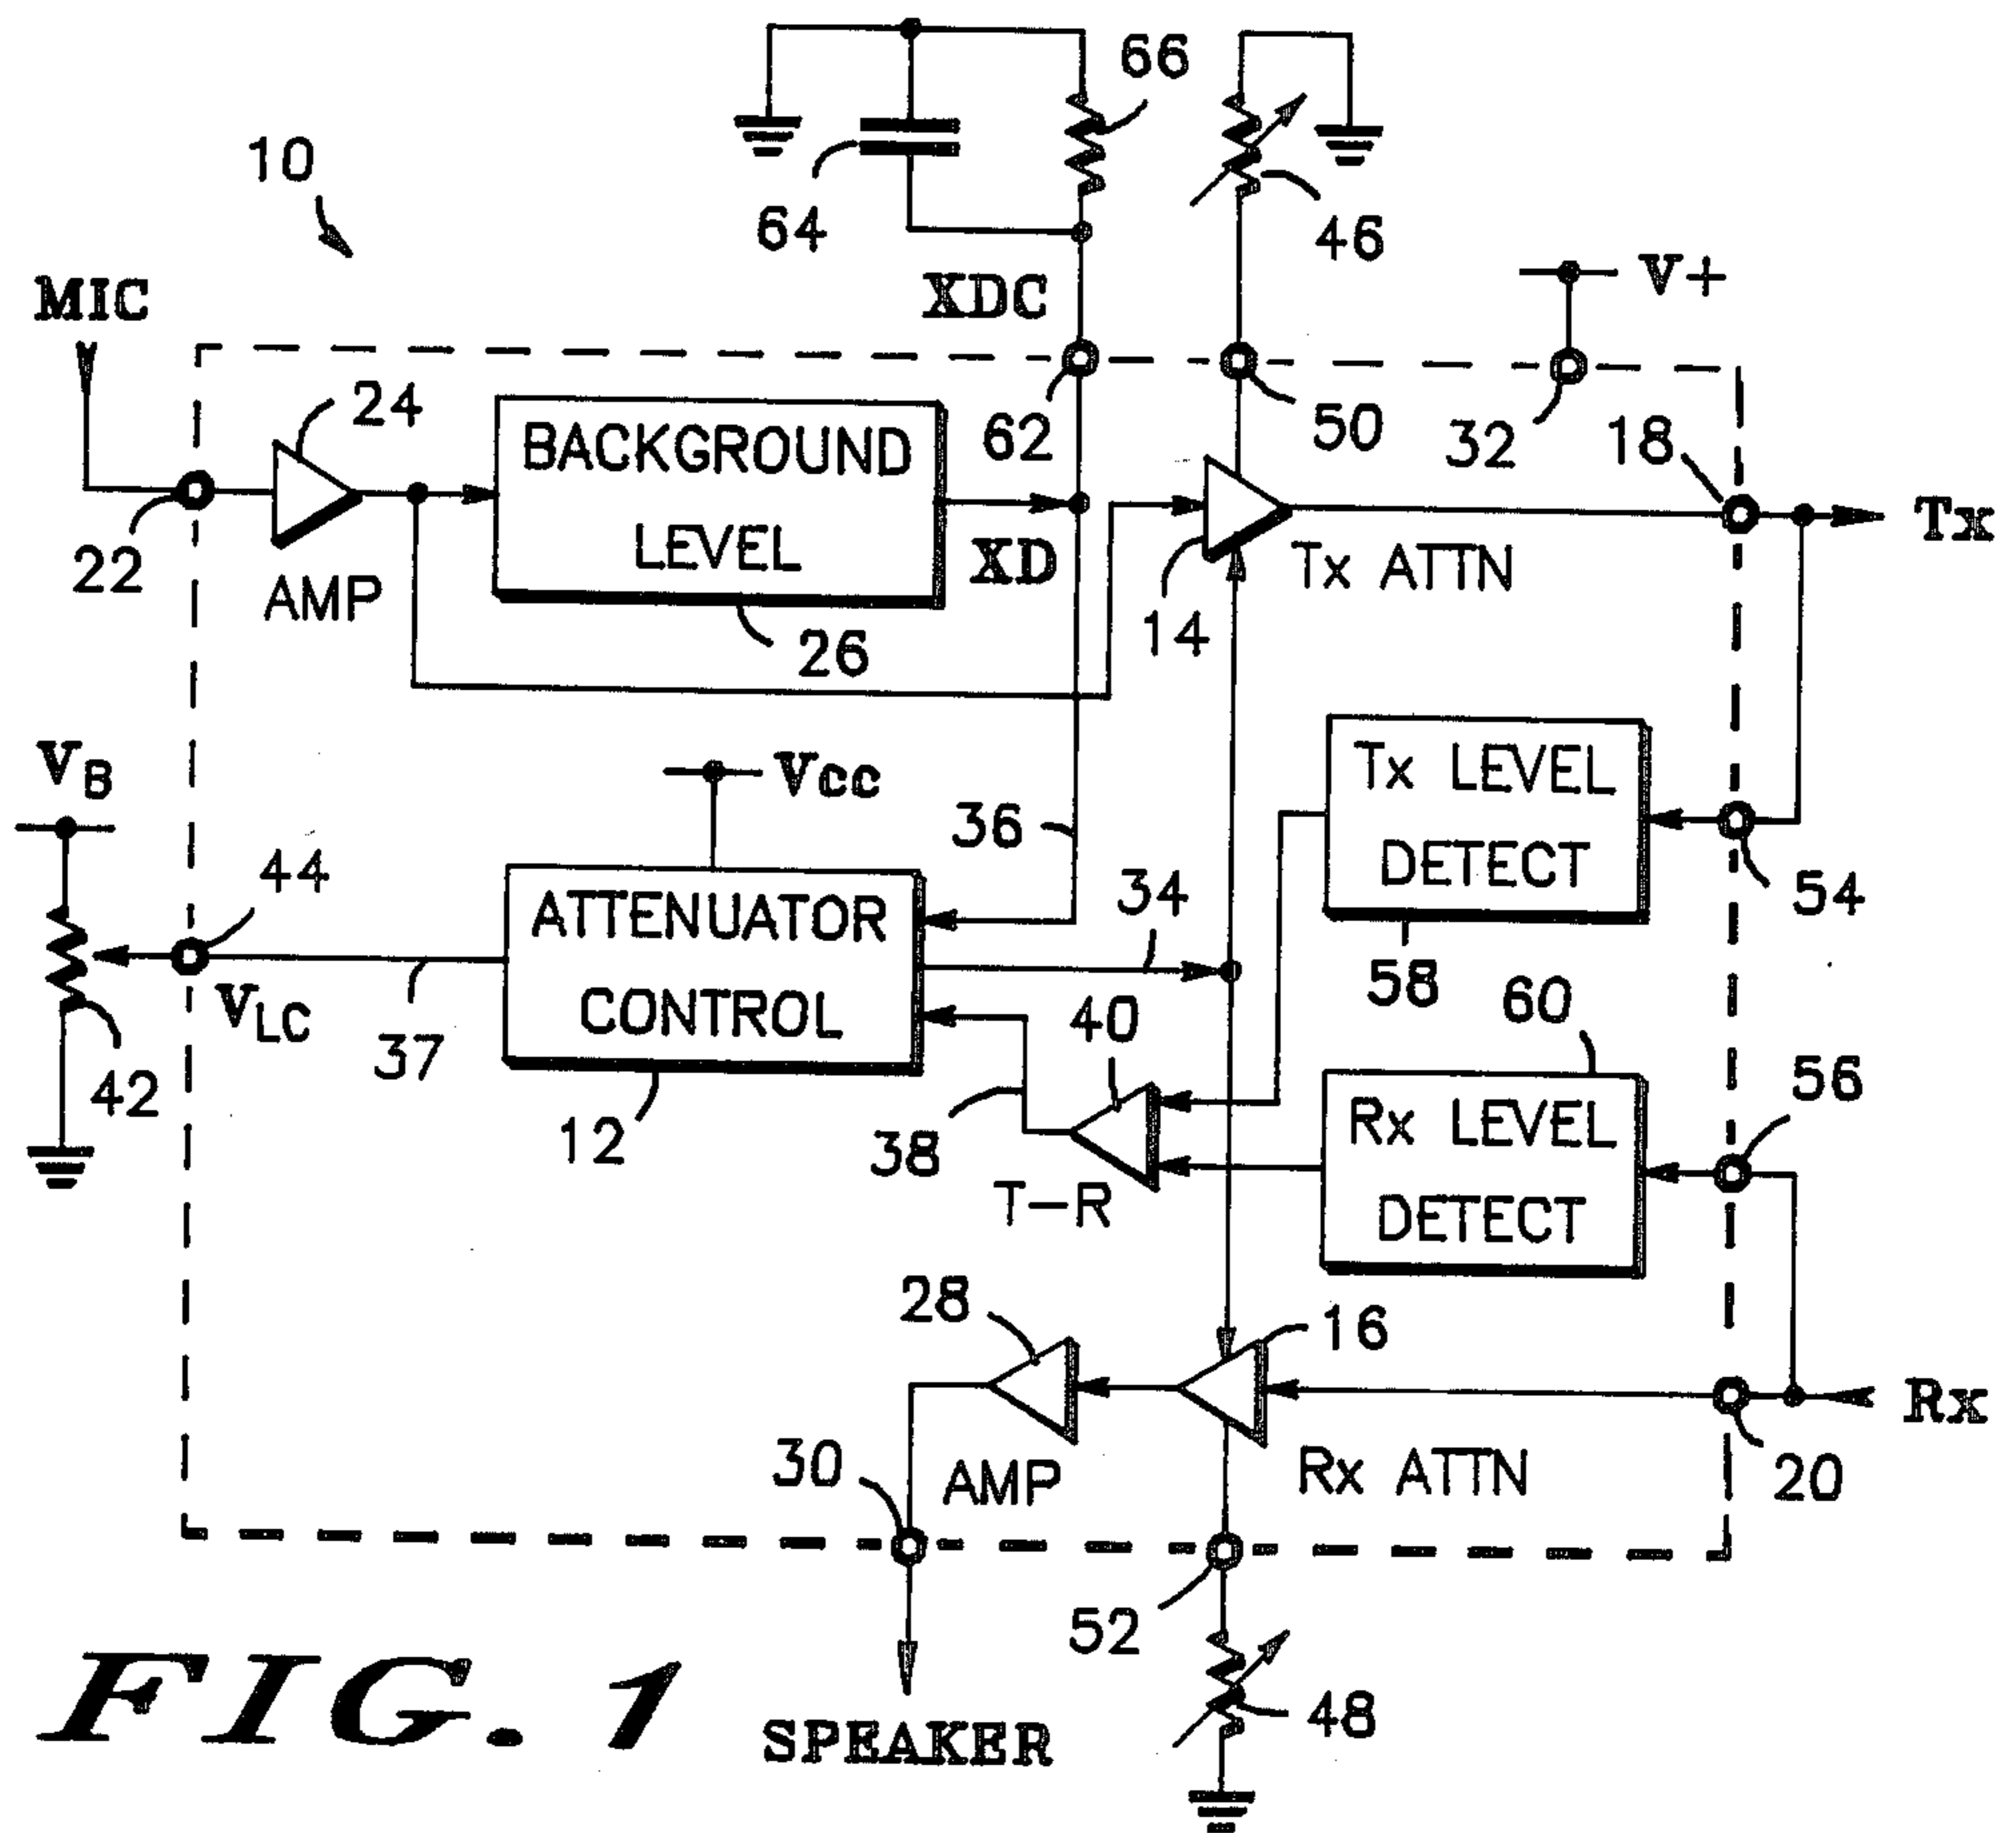 66
10
64
46
MIC
XDC
V+
24
62
50
32
18
BACKGROUND
LEVEL
XD
Tx
22
AMP
26
14
Tx ATTN
VB
Vcc
36
Tx LEVEL
DETECT
54
44
ATTENUATOR
CONTROL
34
58
VLC
37
42
12
40
60
56
38
T-R
Rx LEVEL
DETECT
28
16
Rx
30
AMP
Rx ATTN
20
52
FIG. 1
SPEAKER
48